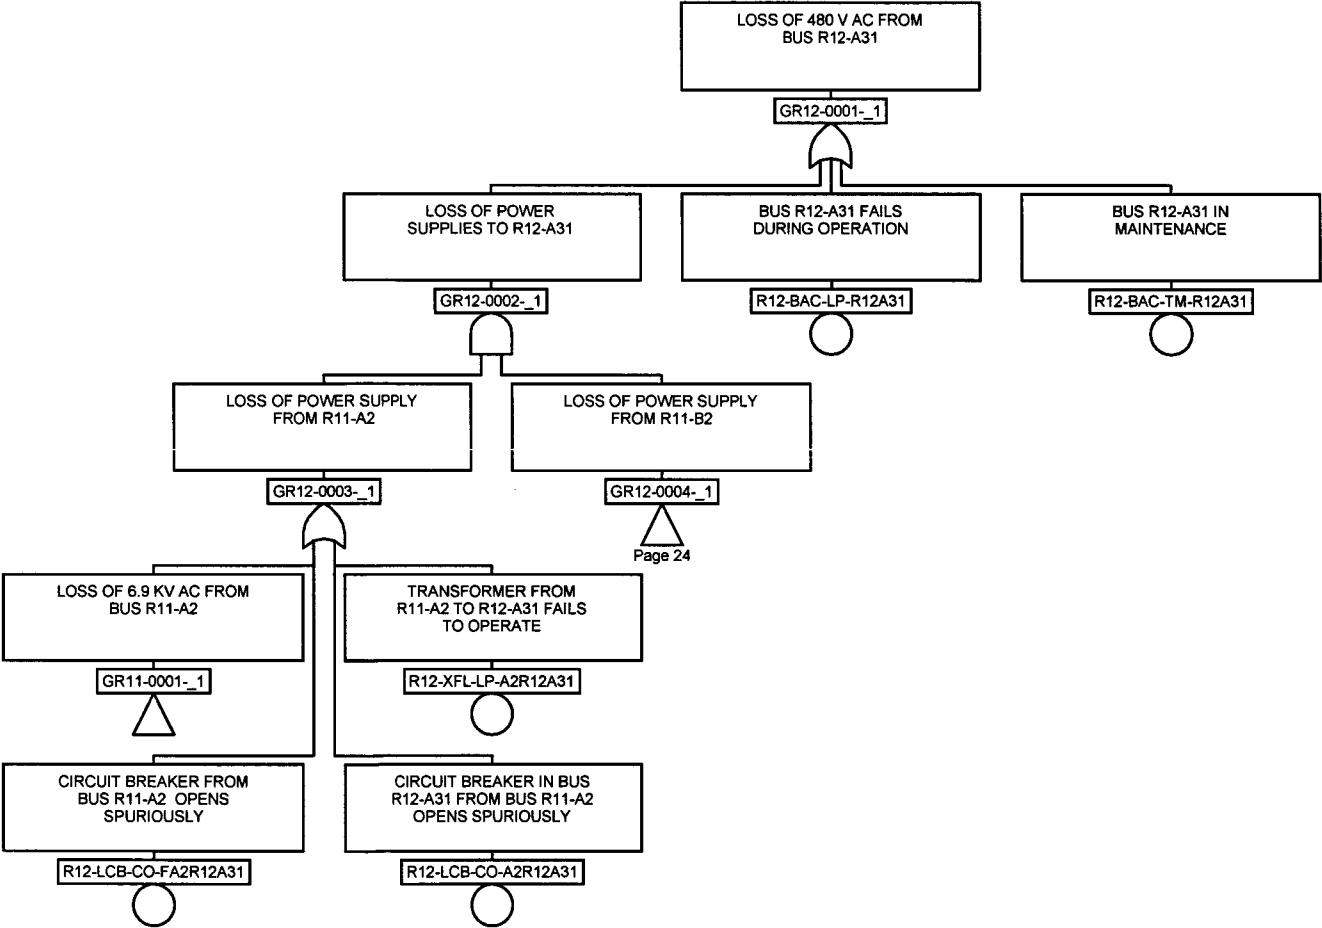 LOSS OF 480 V AC FROM
BUS R12-A31
GR12-0001-_1
LOSS OF POWER
SUPPLIES TO R12-A31
GR12-0002-_1
BUS R12-A31 FAILS
DURING OPERATION
R12-BAC-LP-R12A31
BUS R12-A31 IN
MAINTENANCE
R12-BAC-TM-R12A31
LOSS OF POWER SUPPLY
FROM R11-A2
GR12-0003-_1
LOSS OF POWER SUPPLY
FROM R11-B2
GR12-0004-_1
Page 24
LOSS OF 6.9 KV AC FROM
BUS R11-A2
GR11-0001-_1
TRANSFORMER FROM
R11-A2 TO R12-A31 FAILS
TO OPERATE
R12-XFL-LP-A2R12A31
CIRCUIT BREAKER FROM
BUS R11-A2 OPENS
SPURIOUSLY
R12-LCB-CO-FA2R12A31
CIRCUIT BREAKER IN BUS
R12-A31 FROM BUS R11-A2
OPENS SPURIOUSLY
R12-LCB-CO-A2R12A31